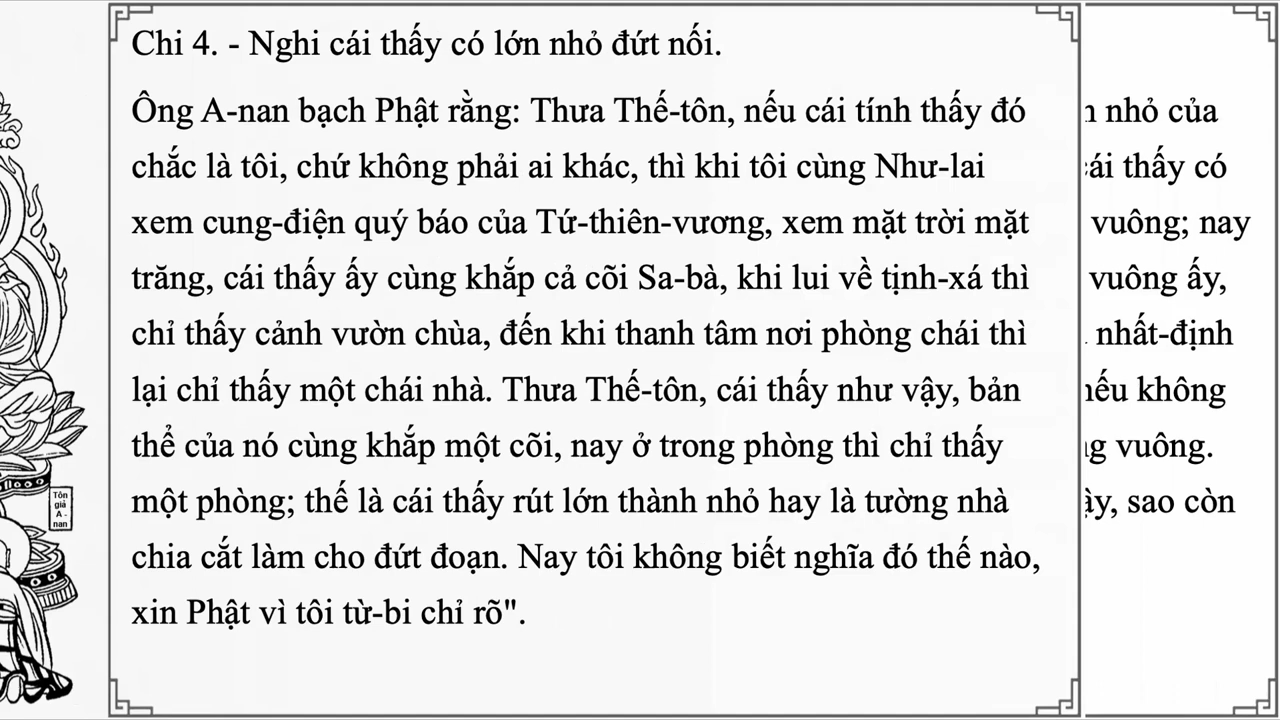 Chi 4. - Nghi cái thấy có lớn nhỏ đứt nối.
Ông A-nan bạch Phật rằng: Thưa Thế-tôn, nếu cái tính thấy đó
chắc là tôi, chứ không phải ai khác, thì khi tôi cùng Như-lai
xem cung-điện quý báo của Tứ-thiên-vương, xem mặt trời mặt
trăng, cái thấy ấy cùng khắp cả cõi Sa-bà, khi lui về tịnh-xá thì
chỉ thấy cảnh vườn chùa, đến khi thanh tâm nơi phòng chái thì
lại chỉ thấy một chái nhà. Thưa Thế-tôn, cái thấy như vậy, bản
thể của nó cùng khắp một cõi, nay ở trong phòng thì chỉ thấy
một phòng; thế là cái thấy rút lớn thành nhỏ hay là tường nhà
chia cắt làm cho đứt đoạn. Nay tôi không biết nghĩa đó thế nào,
xin Phật vì tôi từ-bi chỉ rõ".
nhỏ của
thấy có
vuông; nay
vuông ấy,
nhất-định
không
vuông.
sao còn
Tôn
giả
A -
nan